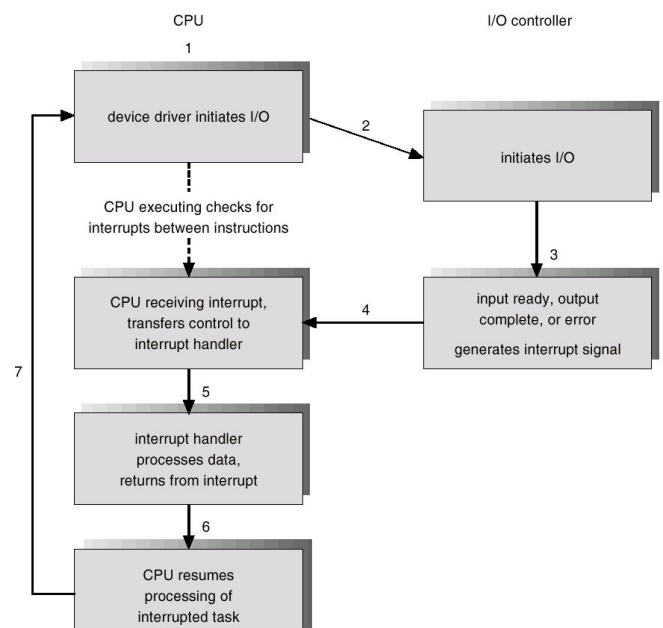 CPU
I/O controller
1
device driver initiates I/O
2
initiates I/O
CPU executing checks for
interrupts between instructions
3
CPU receiving interrupt,
transfers control to
interrupt handler
4
input ready, output
complete, or error
generates interrupt signal
7
5
interrupt handler
processes data,
returns from interrupt
6
CPU resumes
processing of
interrupted task